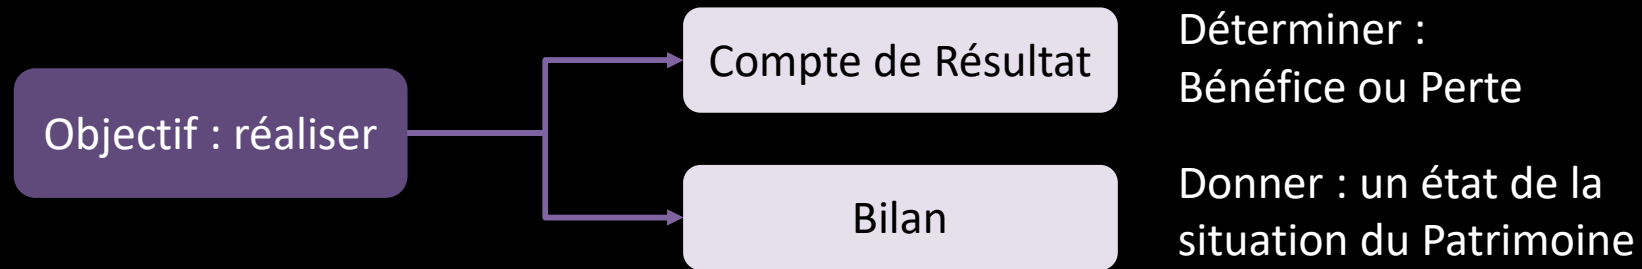 Objectif : réaliser
Compte de Résultat
Déterminer :
Bénéfice ou Perte
Bilan
Donner : un état de la
situation du Patrimoine